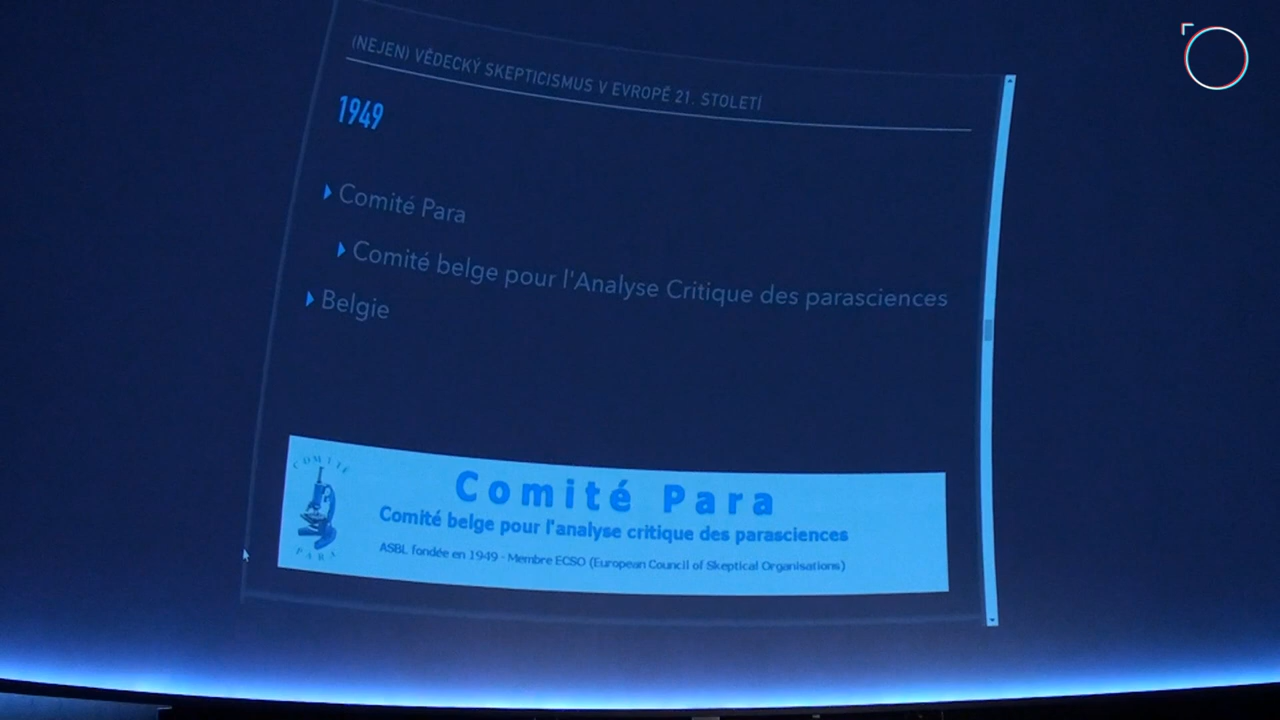 (NEJEN) VĚDECKÝ SKEPTICISMUS V EVROPĚ 21. STOLETÍ
1949
Comité Para
Comité belge pour l'Analyse Critique des parasciences
Belgie
COMITÉ
PARA
Comité Para
Comité belge pour l'analyse critique des parasciences
ASBL fondée en 1949 - Membre ECSO (European Council of Skeptical Organisations)